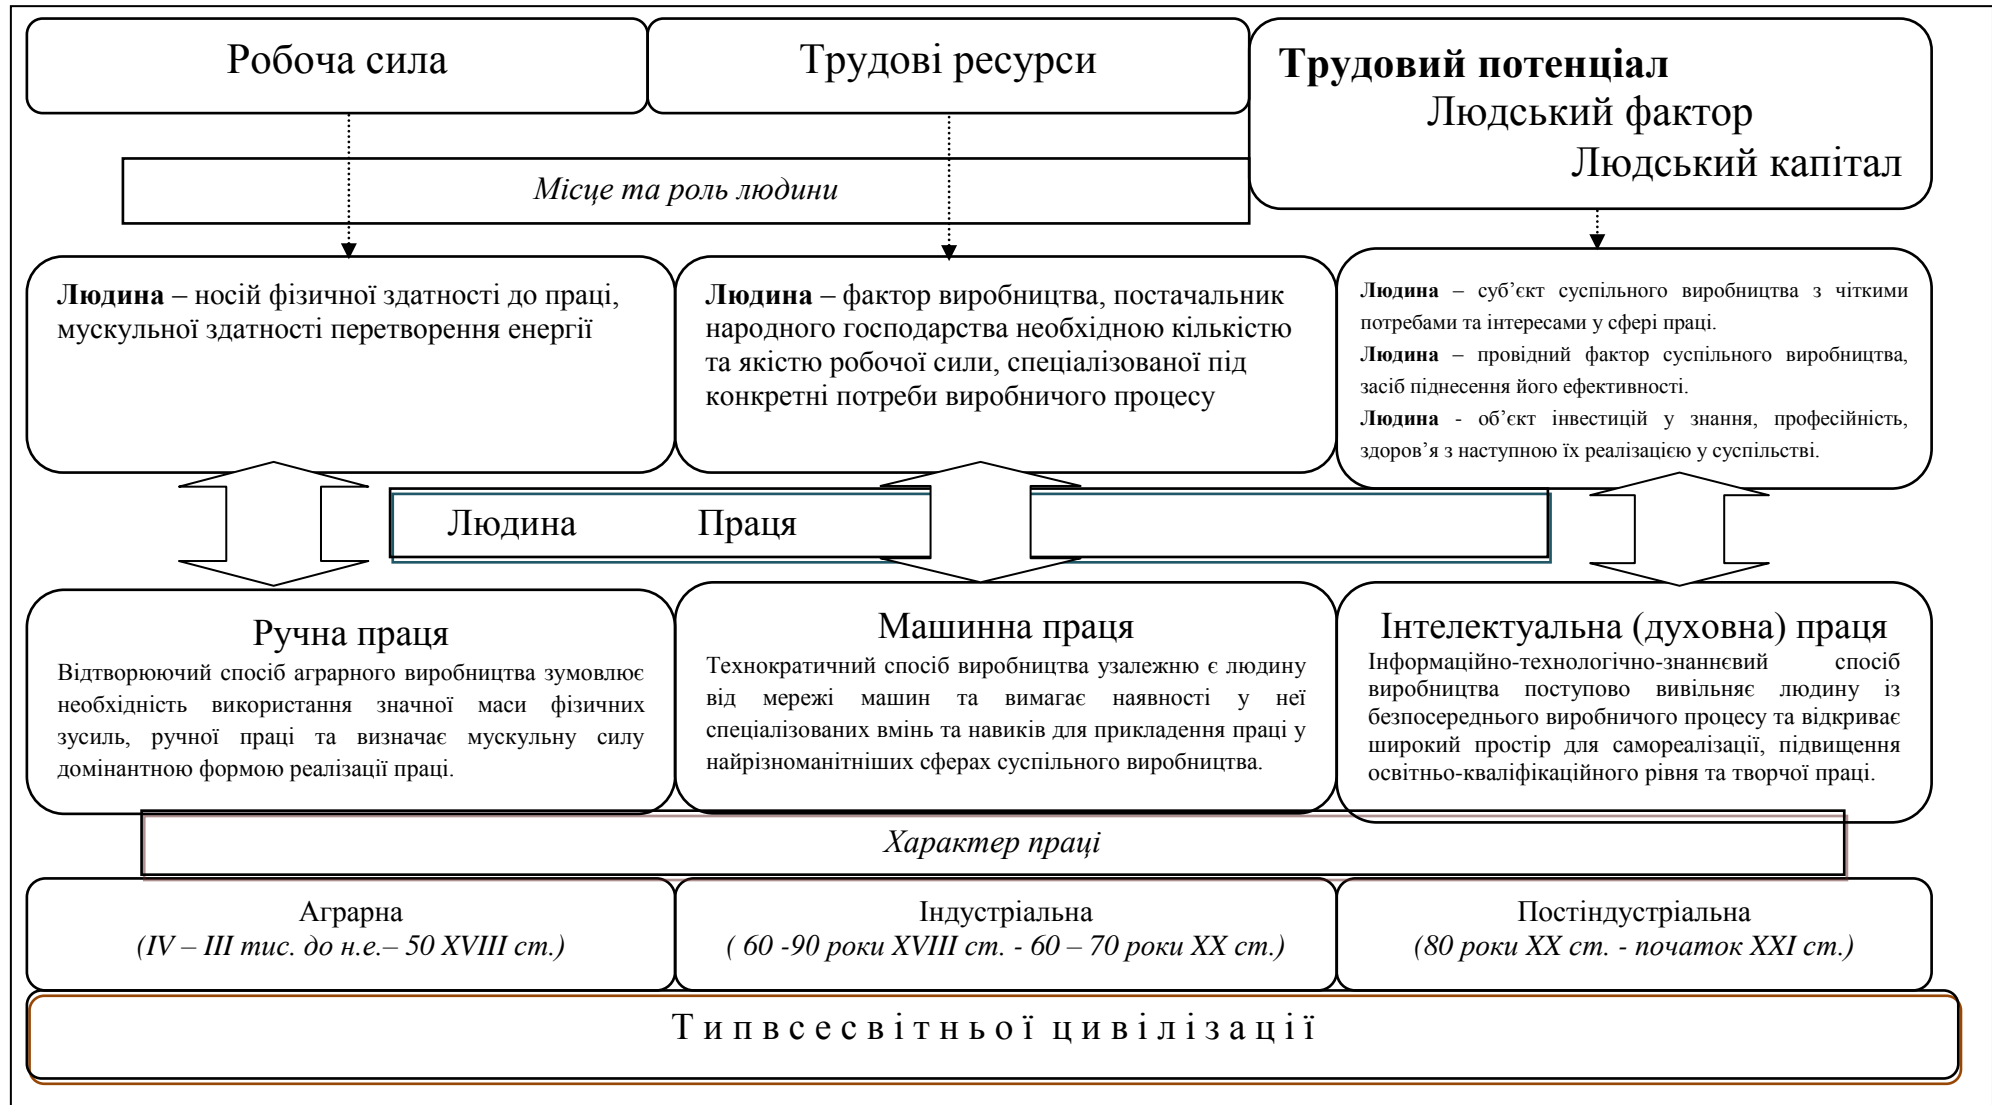 Робоча сила
Трудові ресурси
Трудовий потенціал
Людський фактор
Людський капітал
Місце та роль людини
Людина – носій фізичної здатності до праці,
мускульної здатності перетворення енергії
Людина – фактор виробництва, постачальник
народного господарства необхідною кількістю
та якістю робочої сили, спеціалізованої під
конкретні потреби виробничого процесу
Людина – суб’єкт суспільного виробництва з чіткими
потребами та інтересами у сфері праці.
Людина – провідний фактор суспільного виробництва,
засіб піднесення його ефективності.
Людина - об’єкт інвестицій у знання, професійність,
здоров’я з наступною їх реалізацією у суспільстві.
Людина Праця
Ручна праця
Відтворюючий спосіб аграрного виробництва зумовлює
необхідність використання значної маси фізичних
зусиль, ручної праці та визначає мускульну силу
домінантною формою реалізації праці.
Машинна праця
Технократичний спосіб виробництва узалежню є людину
від мережі машин та вимагає наявності у неї
спеціалізованих вмінь та навиків для прикладення праці у
найрізноманітніших сферах суспільного виробництва.
Інтелектуальна (духовна) праця
Інформаційно-технологічно-знаннєвий спосіб
виробництва поступово вивільняє людину із
безпосереднього виробничого процесу та відкриває
широкий простір для самореалізації, підвищення
освітньо-кваліфікаційного рівня та творчої праці.
Характер праці
Аграрна
(IV – III тис. до н.е.– 50 XVIII ст.)
Індустріальна
( 60 -90 роки XVIII ст. - 60 – 70 роки XX ст.)
Постіндустріальна
(80 роки XX ст. - початок XXI ст.)
Т и п в с е с в і т н ь о ї ц и в і л і з а ц і ї